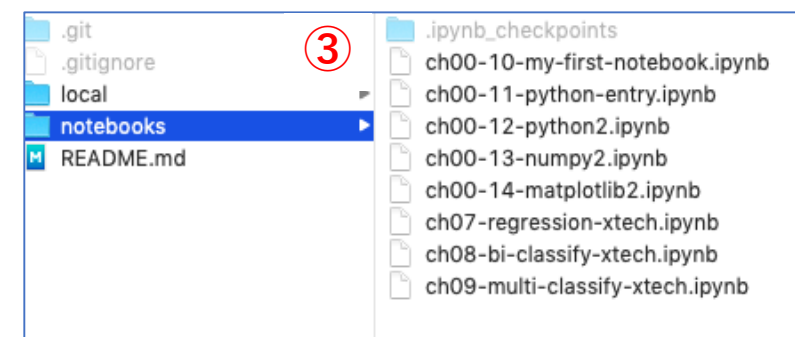 .git
.gitignore
local
notebooks
README.md
③
.ipynb_checkpoints
ch00-10-my-first-notebook.ipynb
ch00-11-python-entry.ipynb
ch00-12-python2.ipynb
ch00-13-numpy2.ipynb
ch00-14-matplotlib2.ipynb
ch07-regression-xtech.ipynb
ch08-bi-classify-xtech.ipynb
ch09-multi-classify-xtech.ipynb